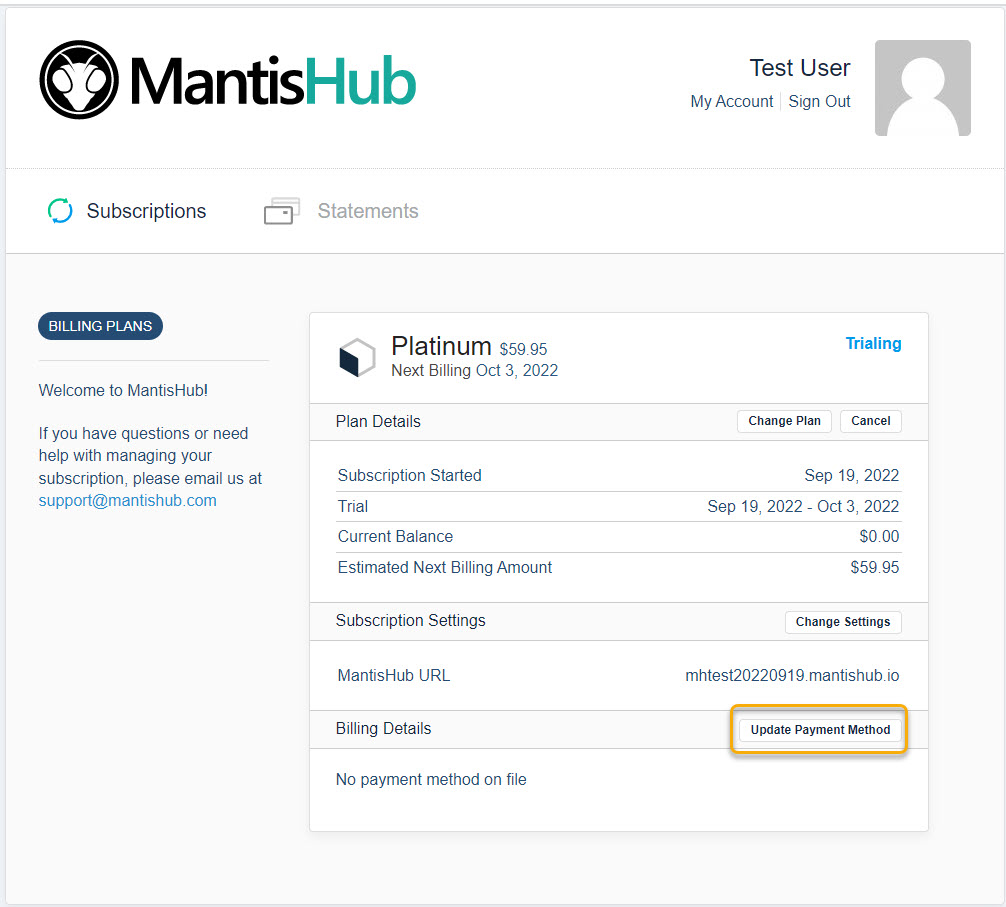 MantisHub
Test User
My Account Sign Out
Subscriptions
Statements
BILLING PLANS
Welcome to MantisHub!
If you have questions or need
help with managing your
subscription, please email us at
support@mantishub.com
Platinum $59.95
Trialing
Next Billing Oct 3, 2022
Plan Details
Change Plan
Cancel
Subscription Started Sep 19, 2022
Trial Sep 19, 2022 - Oct 3, 2022
Current Balance $0.00
Estimated Next Billing Amount $59.95
Subscription Settings
Change Settings
MantisHub URL mhtest20220919.mantishub.io
Billing Details
Update Payment Method
No payment method on file